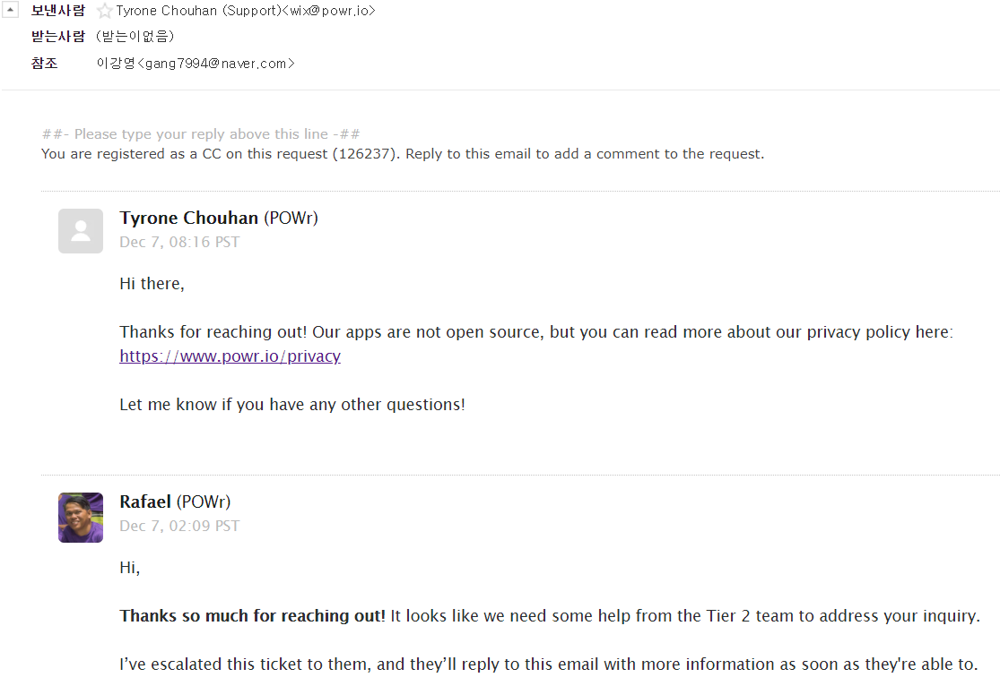 보낸사람 Tyrone Chouhan (Support)<wix@powr.io>
받는사람 (받는이없음)
참조 이강영<gang7994@naver.com>
##- Please type your reply above this line -##
You are registered as a CC on this request (126237). Reply to this email to add a comment to the request.
Tyrone Chouhan (POWr)
Dec 7, 08:16 PST
Hi there,
Thanks for reaching out! Our apps are not open source, but you can read more about our privacy policy here:
https://www.powr.io/privacy
Let me know if you have any other questions!
Rafael (POWr)
Dec 7, 02:09 PST
Hi,
Thanks so much for reaching out! It looks like we need some help from the Tier 2 team to address your inquiry.
I’ve escalated this ticket to them, and they’ll reply to this email with more information as soon as they're able to.